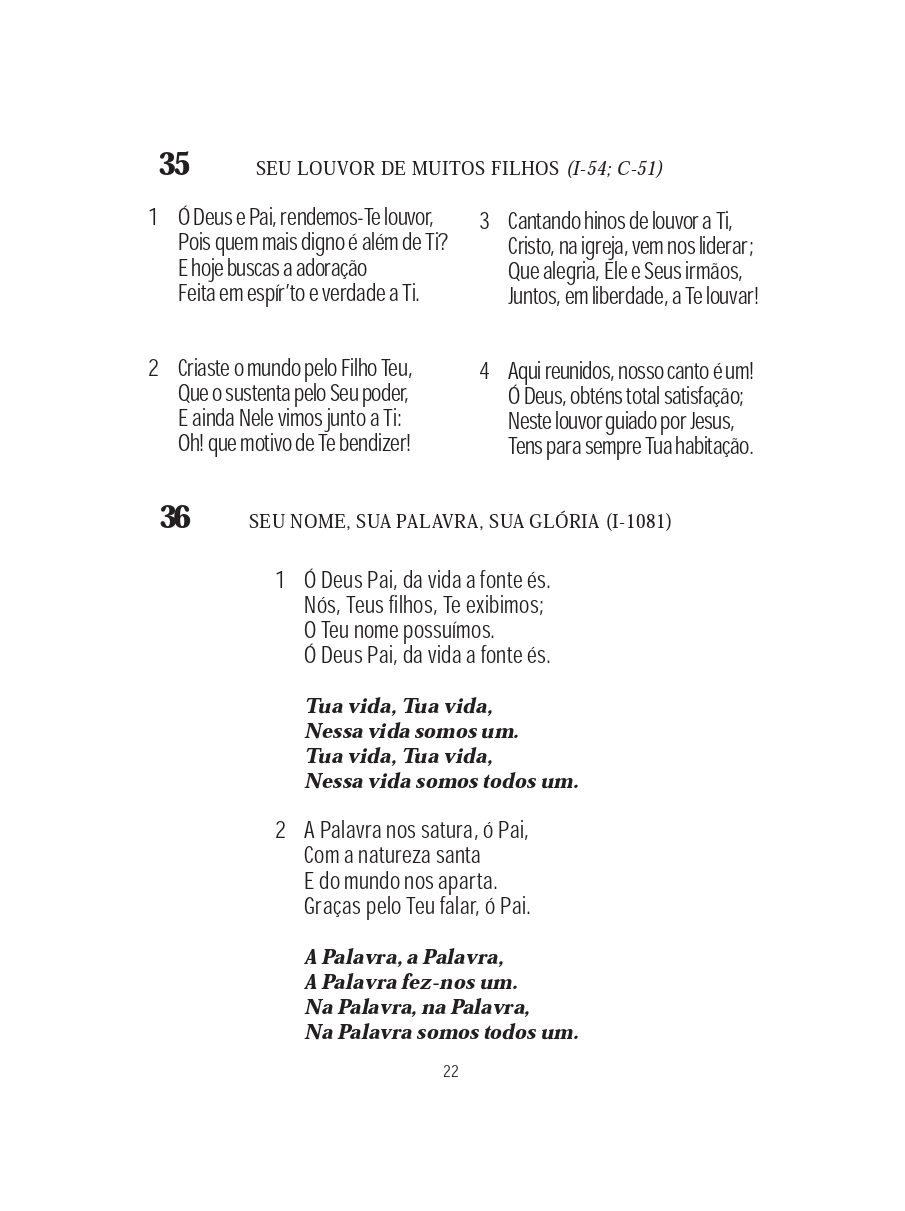 35 SEU LOUVOR DE MUITOS FILHOS (I-54; C-51)
1 Ó Deus e Pai, rendemos-Te louvor,
Pois quem mais digno é além de Ti?
E hoje buscas a adoração
Feita em espír’to e verdade a Ti.
2 Criaste o mundo pelo Filho Teu,
Que o sustenta pelo Seu poder,
E ainda Nele vimos junto a Ti:
Oh! que motivo de Te bendizer!
3 Cantando hinos de louvor a Ti,
Cristo, na igreja, vem nos liderar;
Que alegria, Ele e Seus irmãos,
Juntos, em liberdade, a Te louvar!
4 Aqui reunidos, nosso canto é um!
Ó Deus, obténs total satisfação;
Neste louvor guiado por Jesus,
Tens para sempre Tua habitação.
36 SEU NOME, SUA PALAVRA, SUA GLÓRIA (I-1081)
1 Ó Deus Pai, da vida a fonte és.
Nós, Teus filhos, Te exibimos;
O Teu nome possuímos.
Ó Deus Pai, da vida a fonte és.
Tua vida, Tua vida,
Nessa vida somos um.
Tua vida, Tua vida,
Nessa vida somos todos um.
2 A Palavra nos satura, ó Pai,
Com a natureza santa
E do mundo nos aparta.
Graças pelo Teu falar, ó Pai.
A Palavra, a Palavra,
A Palavra fez-nos um.
Na Palavra, na Palavra,
Na Palavra somos todos um.
22